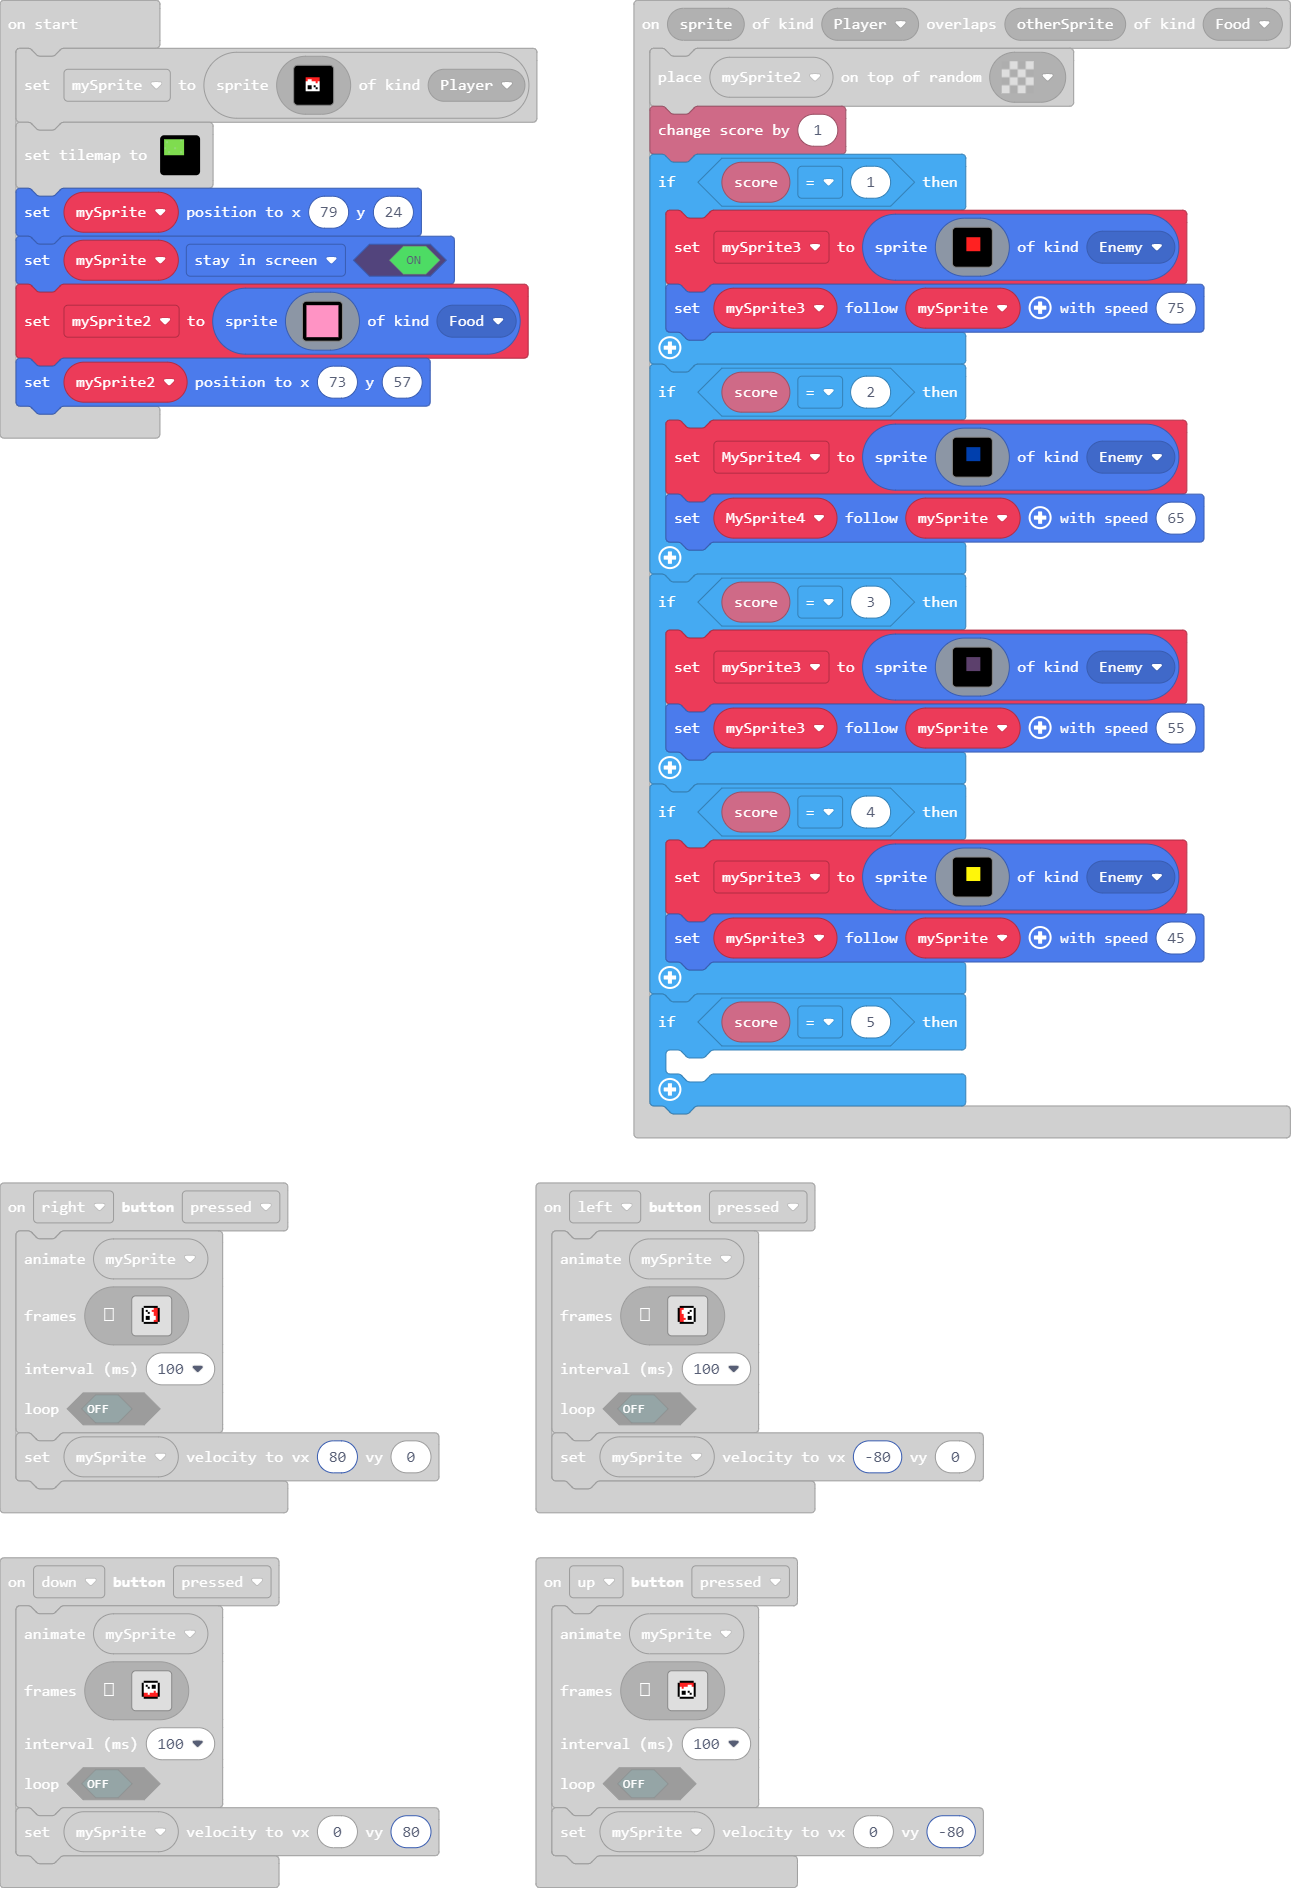 on start
set mySprite to sprite of kind Player
set tilemap to
set mySprite position to x 79 y 24
set mySprite stay in screen ON
set mySprite2 to sprite of kind Food
set mySprite2 position to x 73 y 57
on sprite of kind Player overlaps otherSprite of kind Food
place mySprite2 on top of random
change score by 1
if score = 1 then
set mySprite3 to sprite of kind Enemy
set mySprite3 follow mySprite with speed 75
if score = 2 then
set MySprite4 to sprite of kind Enemy
set MySprite4 follow mySprite with speed 65
if score = 3 then
set mySprite3 to sprite of kind Enemy
set mySprite3 follow mySprite with speed 55
if score = 4 then
set mySprite3 to sprite of kind Enemy
set mySprite3 follow mySprite with speed 45
if score = 5 then
on right button pressed
animate mySprite
frames
interval (ms) 100
loop OFF
set mySprite velocity to vx 80 vy 0
on left button pressed
animate mySprite
frames
interval (ms) 100
loop OFF
set mySprite velocity to vx -80 vy 0
on down button pressed
animate mySprite
frames
interval (ms) 100
loop OFF
set mySprite velocity to vx 0 vy 80
on up button pressed
animate mySprite
frames
interval (ms) 100
loop OFF
set mySprite velocity to vx 0 vy -80